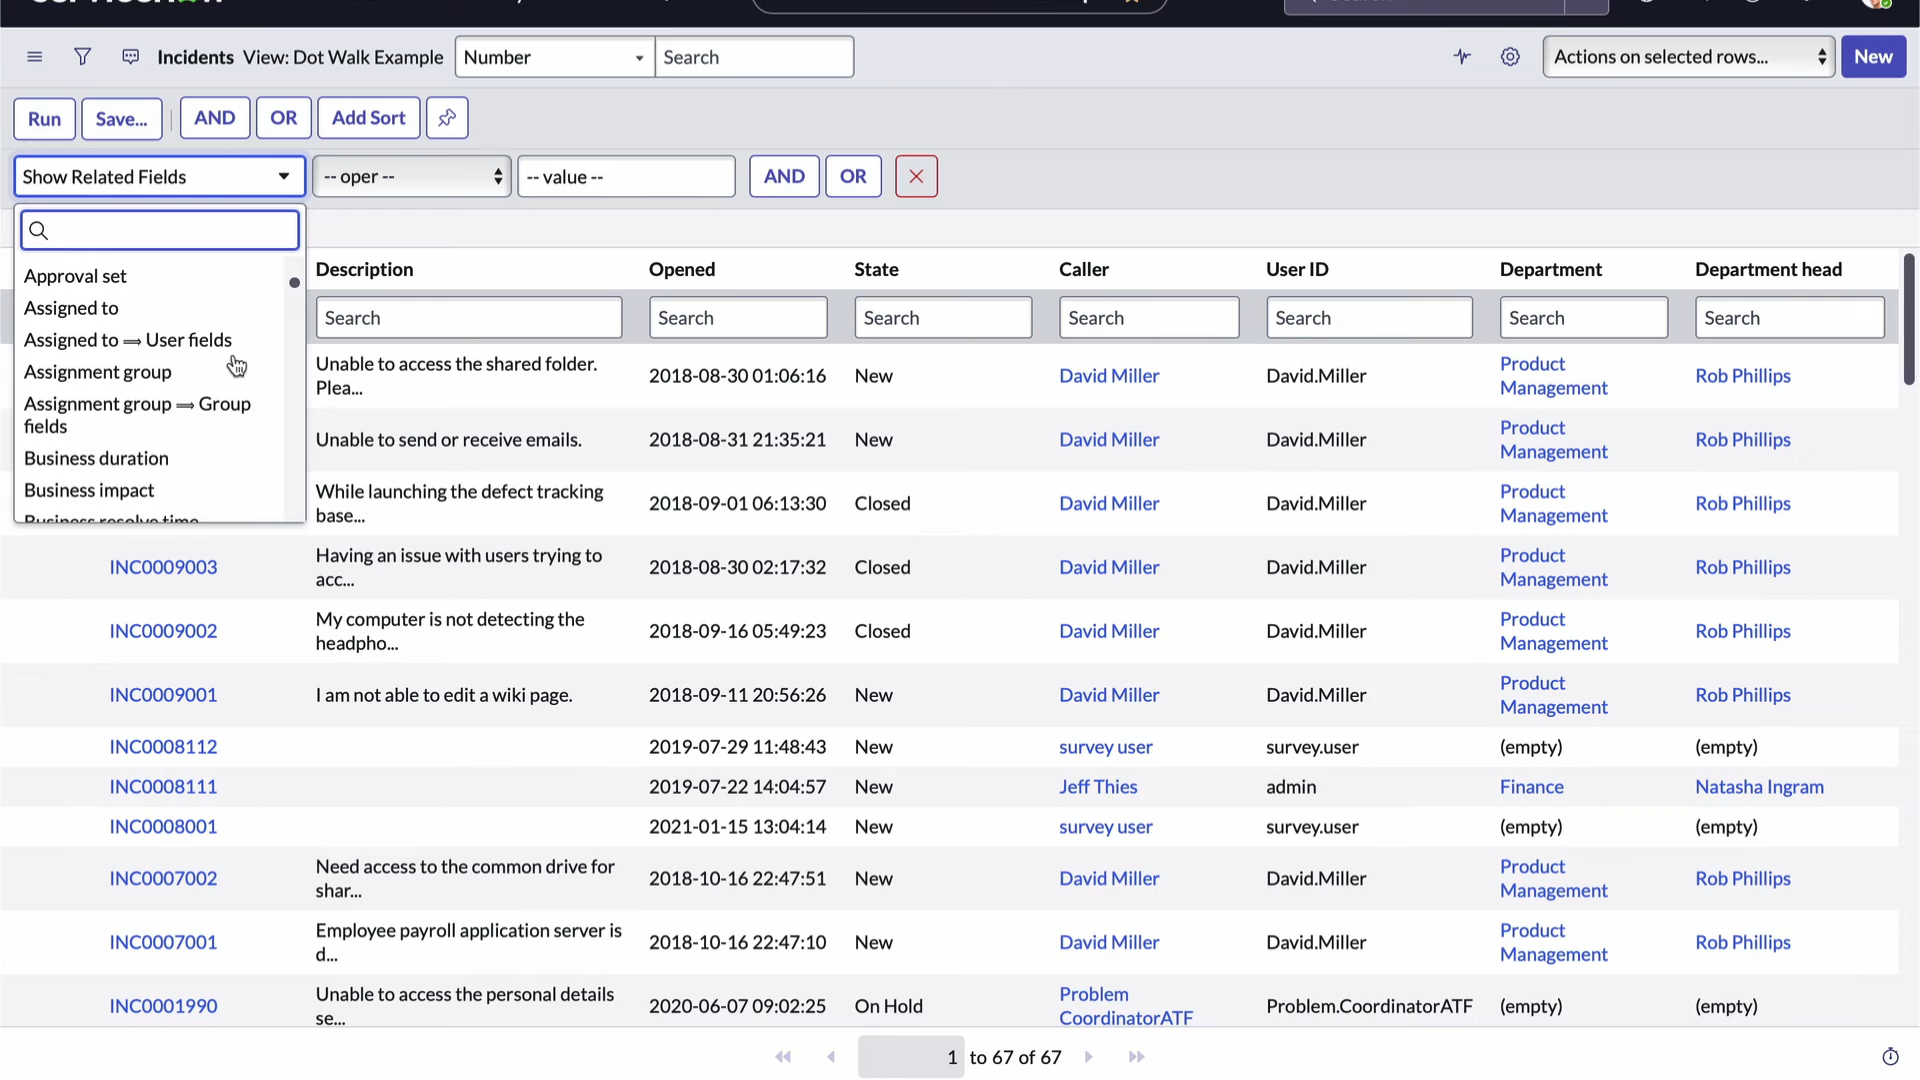 Incidents View: Dot Walk Example Number Search Actions on selected rows... New
Run Save... AND OR Add Sort
Show Related Fields -- oper -- -- value -- AND OR
Approval set
Assigned to
Assigned to ⟹ User fields
Assignment group
Assignment group ⟹ Group
fields
Business duration
Business impact
Business resolve time
Description Opened State Caller User ID Department Department head
Search Search Search Search Search Search Search
Unable to access the shared folder. Product
Plea... 2018-08-30 01:06:16 New David Miller David.Miller Management Rob Phillips
Product
Unable to send or receive emails. 2018-08-31 21:35:21 New David Miller David.Miller Management Rob Phillips
While launching the defect tracking Product
base... 2018-09-01 06:13:30 Closed David Miller David.Miller Management Rob Phillips
Having an issue with users trying to Product
INC0009003 acc... 2018-08-30 02:17:32 Closed David Miller David.Miller Management Rob Phillips
My computer is not detecting the Product
INC0009002 headpho... 2018-09-16 05:49:23 Closed David Miller David.Miller Management Rob Phillips
Product
INC0009001 I am not able to edit a wiki page. 2018-09-11 20:56:26 New David Miller David.Miller Management Rob Phillips
INC0008112 2019-07-29 11:48:43 New survey user survey.user (empty) (empty)
INC0008111 2019-07-22 14:04:57 New Jeff Thies admin Finance Natasha Ingram
INC0008001 2021-01-15 13:04:14 New survey user survey.user (empty) (empty)
Need access to the common drive for Product
INC0007002 shar... 2018-10-16 22:47:51 New David Miller David.Miller Management Rob Phillips
Employee payroll application server is Product
INC0007001 d... 2018-10-16 22:47:10 New David Miller David.Miller Management Rob Phillips
Unable to access the personal details Problem
INC0001990 se... 2020-06-07 09:02:25 On Hold CoordinatorATF Problem.CoordinatorATF (empty) (empty)
1 to 67 of 67